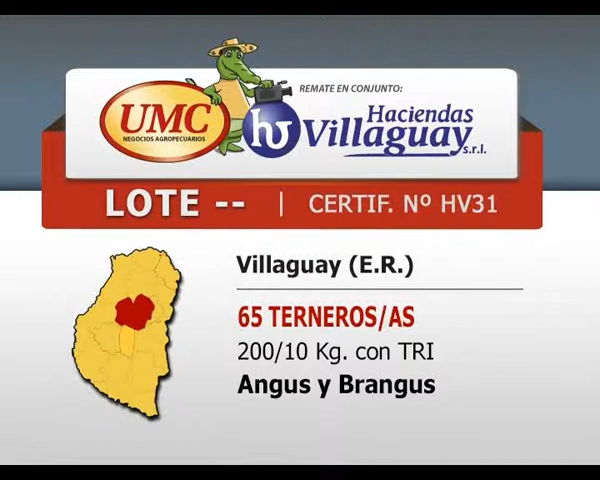 UMC
NEGOCIOS AGROPECUARIOS
REMATE EN CONJUNTO:
hv
Haciendas
Villaguay
s.r.l.
LOTE -- | CERTIF. Nº HV31
Villaguay (E.R.)
65 TERNEROS/AS
200/10 Kg. con TRI
Angus y Brangus